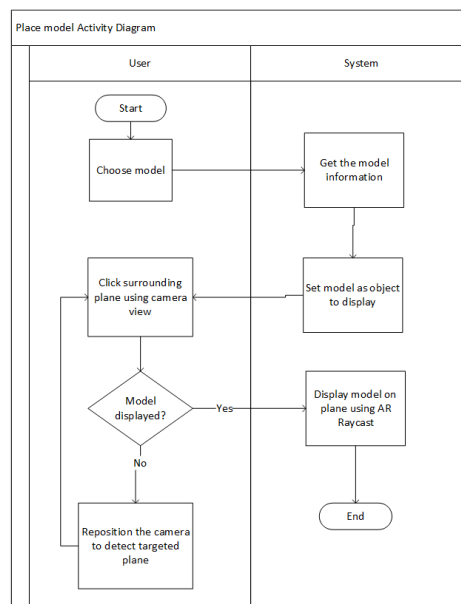 Place model Activity Diagram
User
System
Start
Choose model
Get the model
information
Click surrounding
plane using camera
view
Set model as object
to display
Model
displayed?
Yes
Display model on
plane using AR
Raycast
No
Reposition the camera
to detect targeted
plane
End